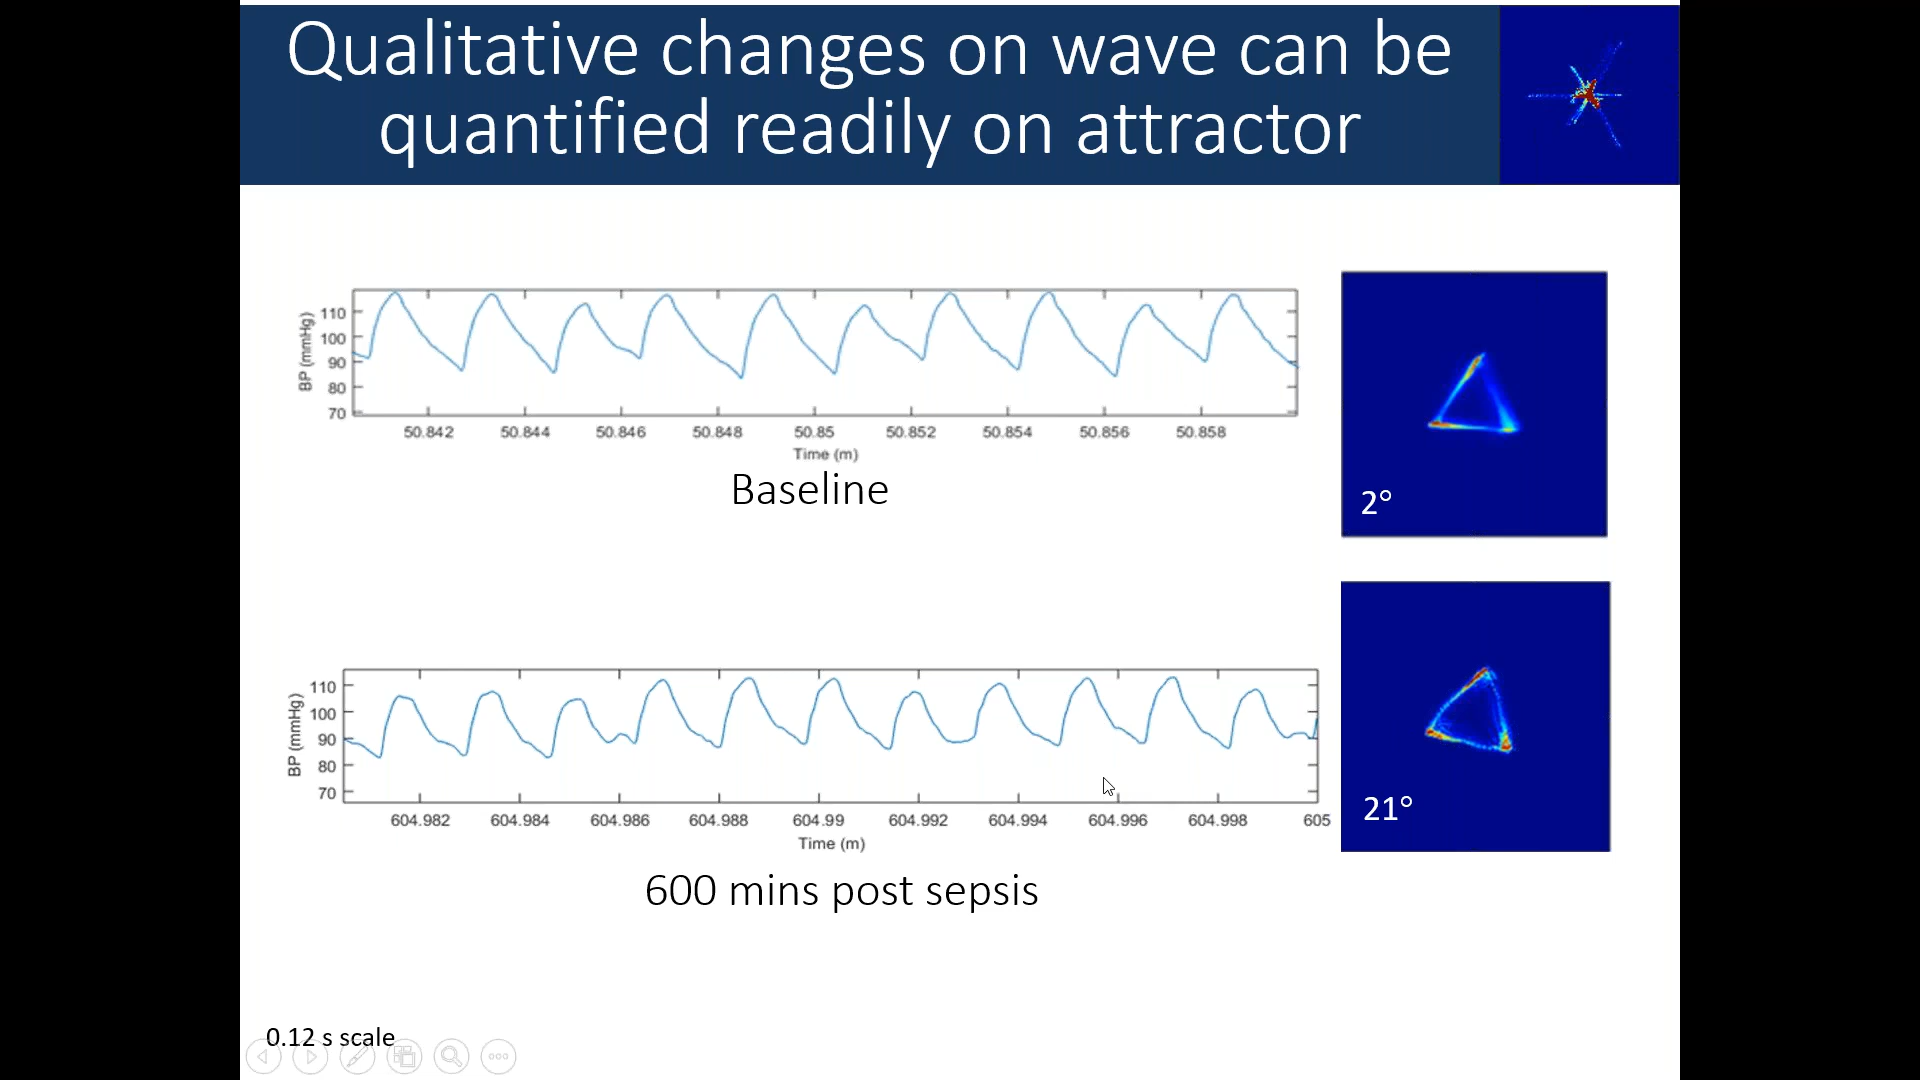 Qualitative changes on wave can be
quantified readily on attractor
BP (mmHg)
110
100
90
80
70
50.842 50.844 50.846 50.848 50.85 50.852 50.854 50.856 50.858
Time (m)
Baseline
2°
BP (mmHg)
110
100
90
80
70
604.982 604.984 604.986 604.988 604.99 604.992 604.994 604.996 604.998 605
Time (m)
21°
600 mins post sepsis
0.12 s scale